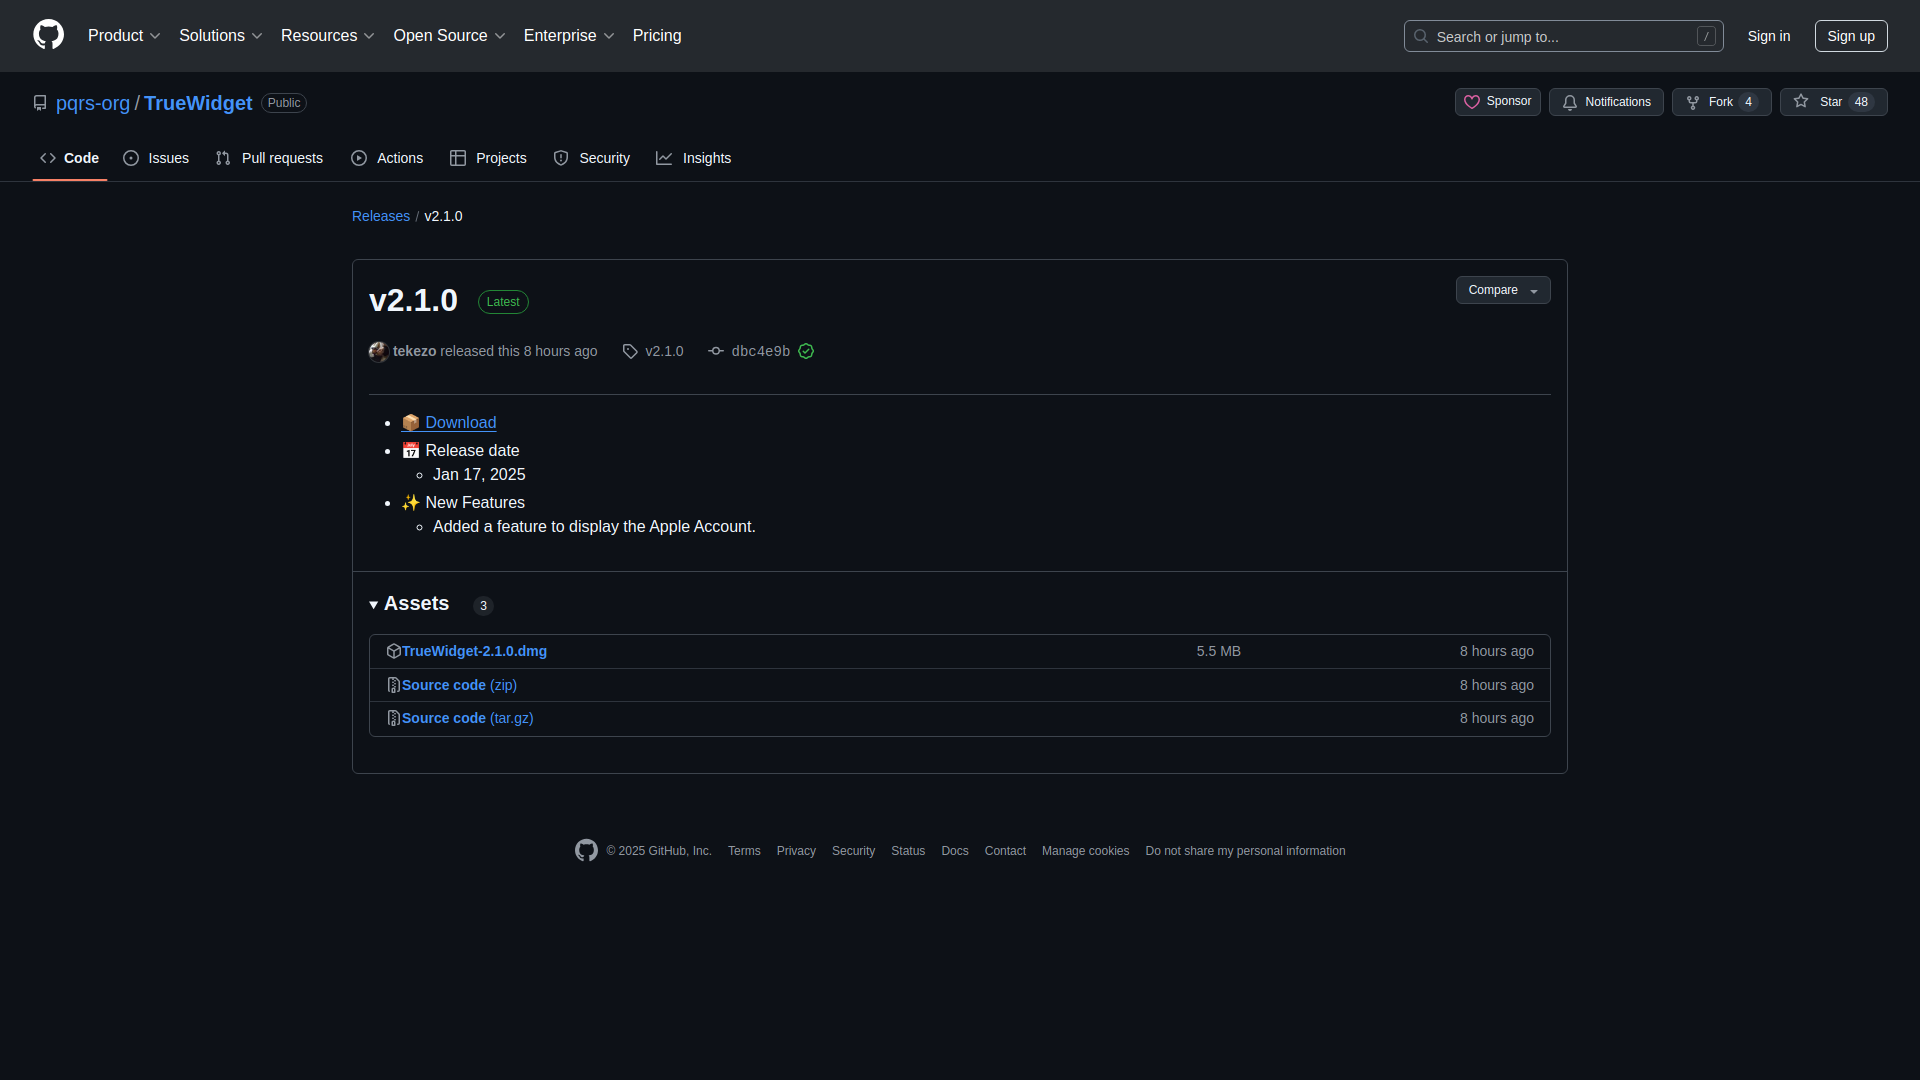 Product Solutions Resources Open Source Enterprise Pricing Search or jump to... / Sign in Sign up
pqrs-org / TrueWidget Public Sponsor Notifications Fork 4 Star 48
Code Issues Pull requests Actions Projects Security Insights
Releases / v2.1.0
v2.1.0 Latest Compare
tekezo released this 8 hours ago v2.1.0 dbc4e9b
📦 Download
📅 Release date
Jan 17, 2025
✨ New Features
Added a feature to display the Apple Account.
Assets 3
TrueWidget-2.1.0.dmg 5.5 MB 8 hours ago
Source code (zip) 8 hours ago
Source code (tar.gz) 8 hours ago
© 2025 GitHub, Inc. Terms Privacy Security Status Docs Contact Manage cookies Do not share my personal information